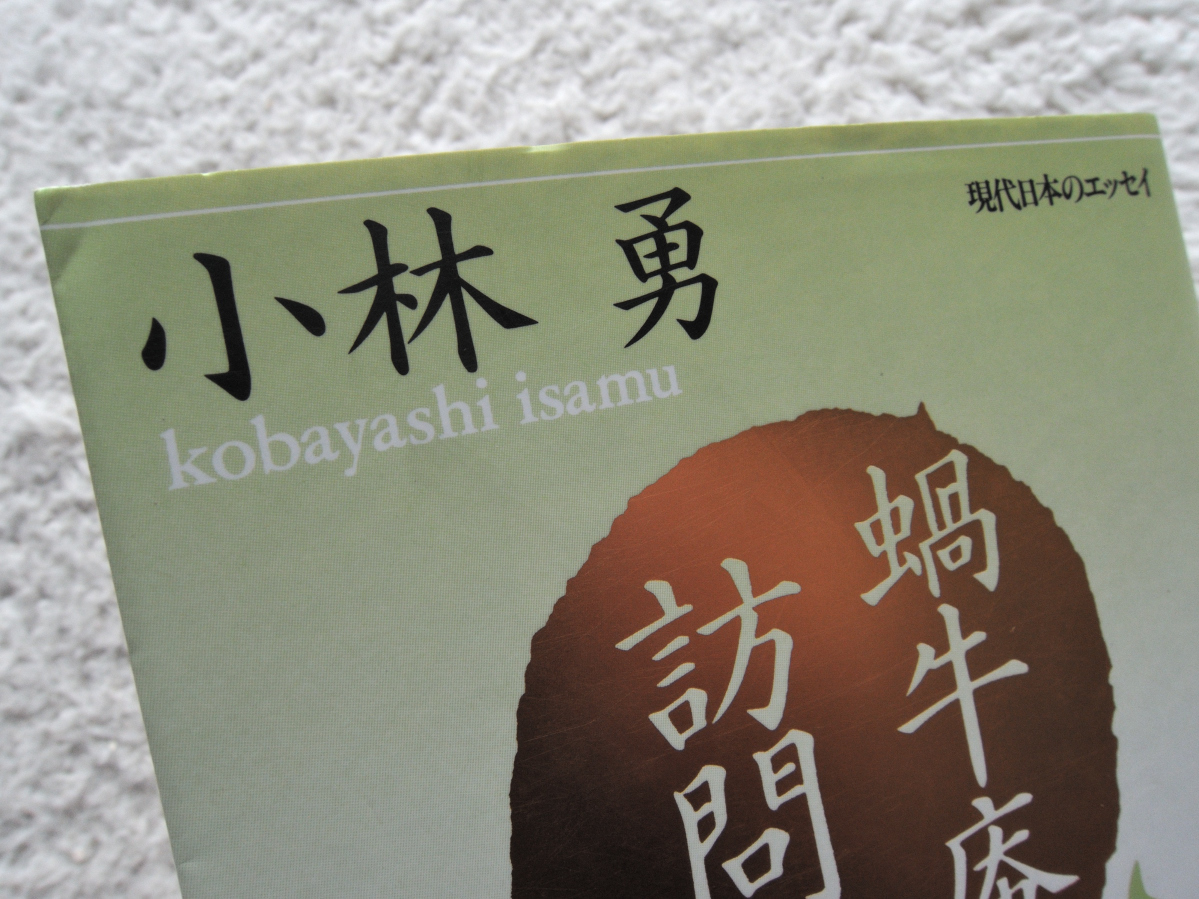 現代日本のエッセイ
小林 勇
kobayashi isamu
蝸牛庵
訪問